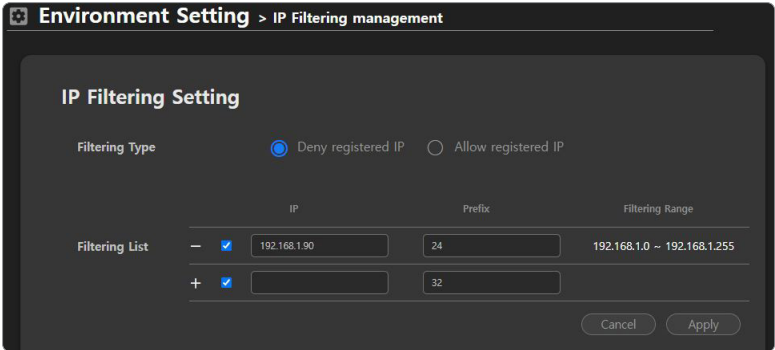 Environment Setting > IP Filtering management
IP Filtering Setting
Filtering Type Deny registered IP Allow registered IP
IP Prefix Filtering Range
Filtering List − 192.168.1.90 24 192.168.1.0 ~ 192.168.1.255
+ 32
Cancel Apply